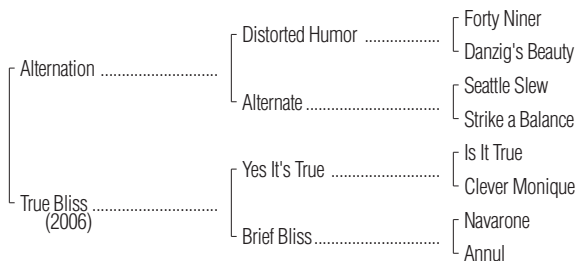 Forty Niner
Distorted Humor ..................
Danzig's Beauty
Alternation ............................
Seattle Slew
Alternate ................................
Strike a Balance
Is It True
Yes It's True ..........................
Clever Monique
True Bliss ..............................
(2006)
Navarone
Brief Bliss..............................
Annul